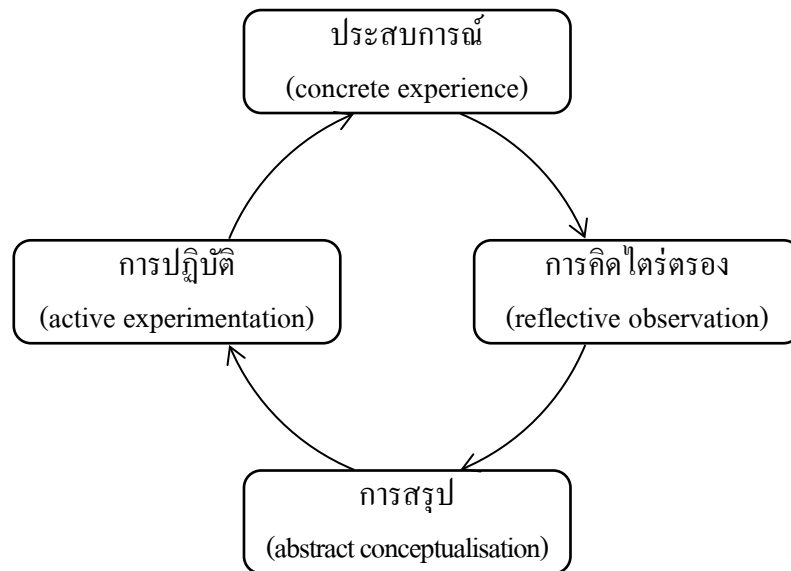 ประสบการณ์
(concrete experience)
การปฏิบัติ
(active experimentation)
การคิดไตร่ตรอง
(reflective observation)
การสรุป
(abstract conceptualisation)